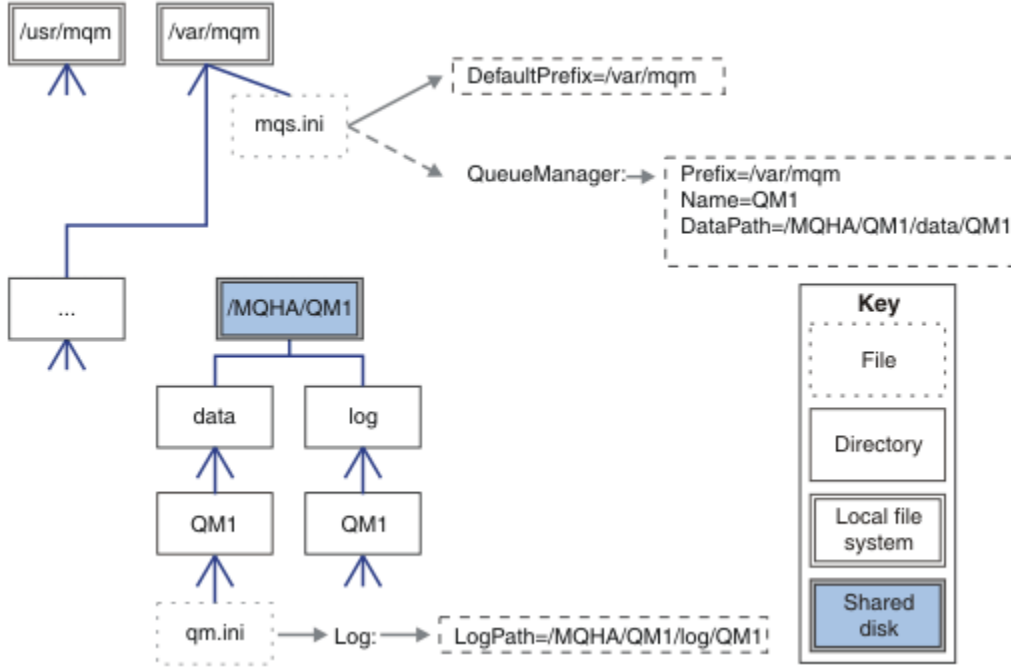 /usr/mqm
/var/mqm
DefaultPrefix=/var/mqm
mqs.ini
QueueManager:
Prefix=/var/mqm
Name=QM1
DataPath=/MQHA/QM1/data/QM1
...
/MQHA/QM1
data
log
QM1
QM1
qm.ini
Log:
LogPath=/MQHA/QM1/log/QM1
Key
File
Directory
Local file
system
Shared
disk